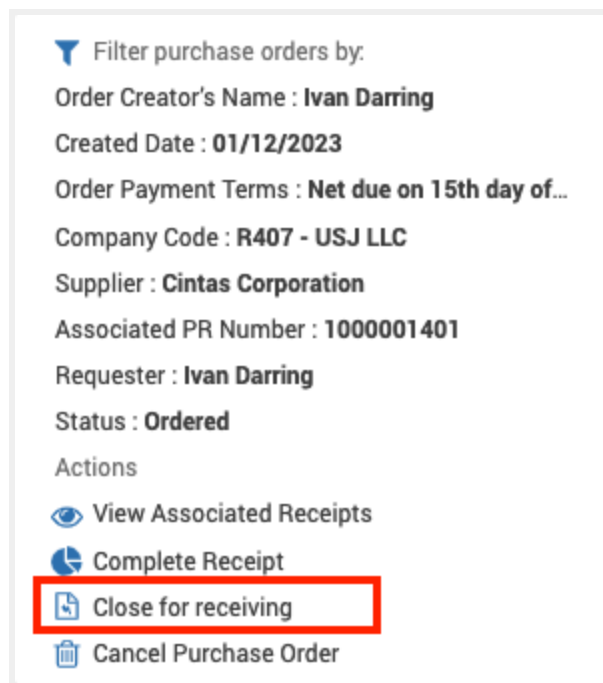 Filter purchase orders by:
Order Creator's Name : Ivan Darring
Created Date : 01/12/2023
Order Payment Terms : Net due on 15th day of...
Company Code : R407 - USJ LLC
Supplier : Cintas Corporation
Associated PR Number : 1000001401
Requester : Ivan Darring
Status : Ordered
Actions
View Associated Receipts
Complete Receipt
Close for receiving
Cancel Purchase Order